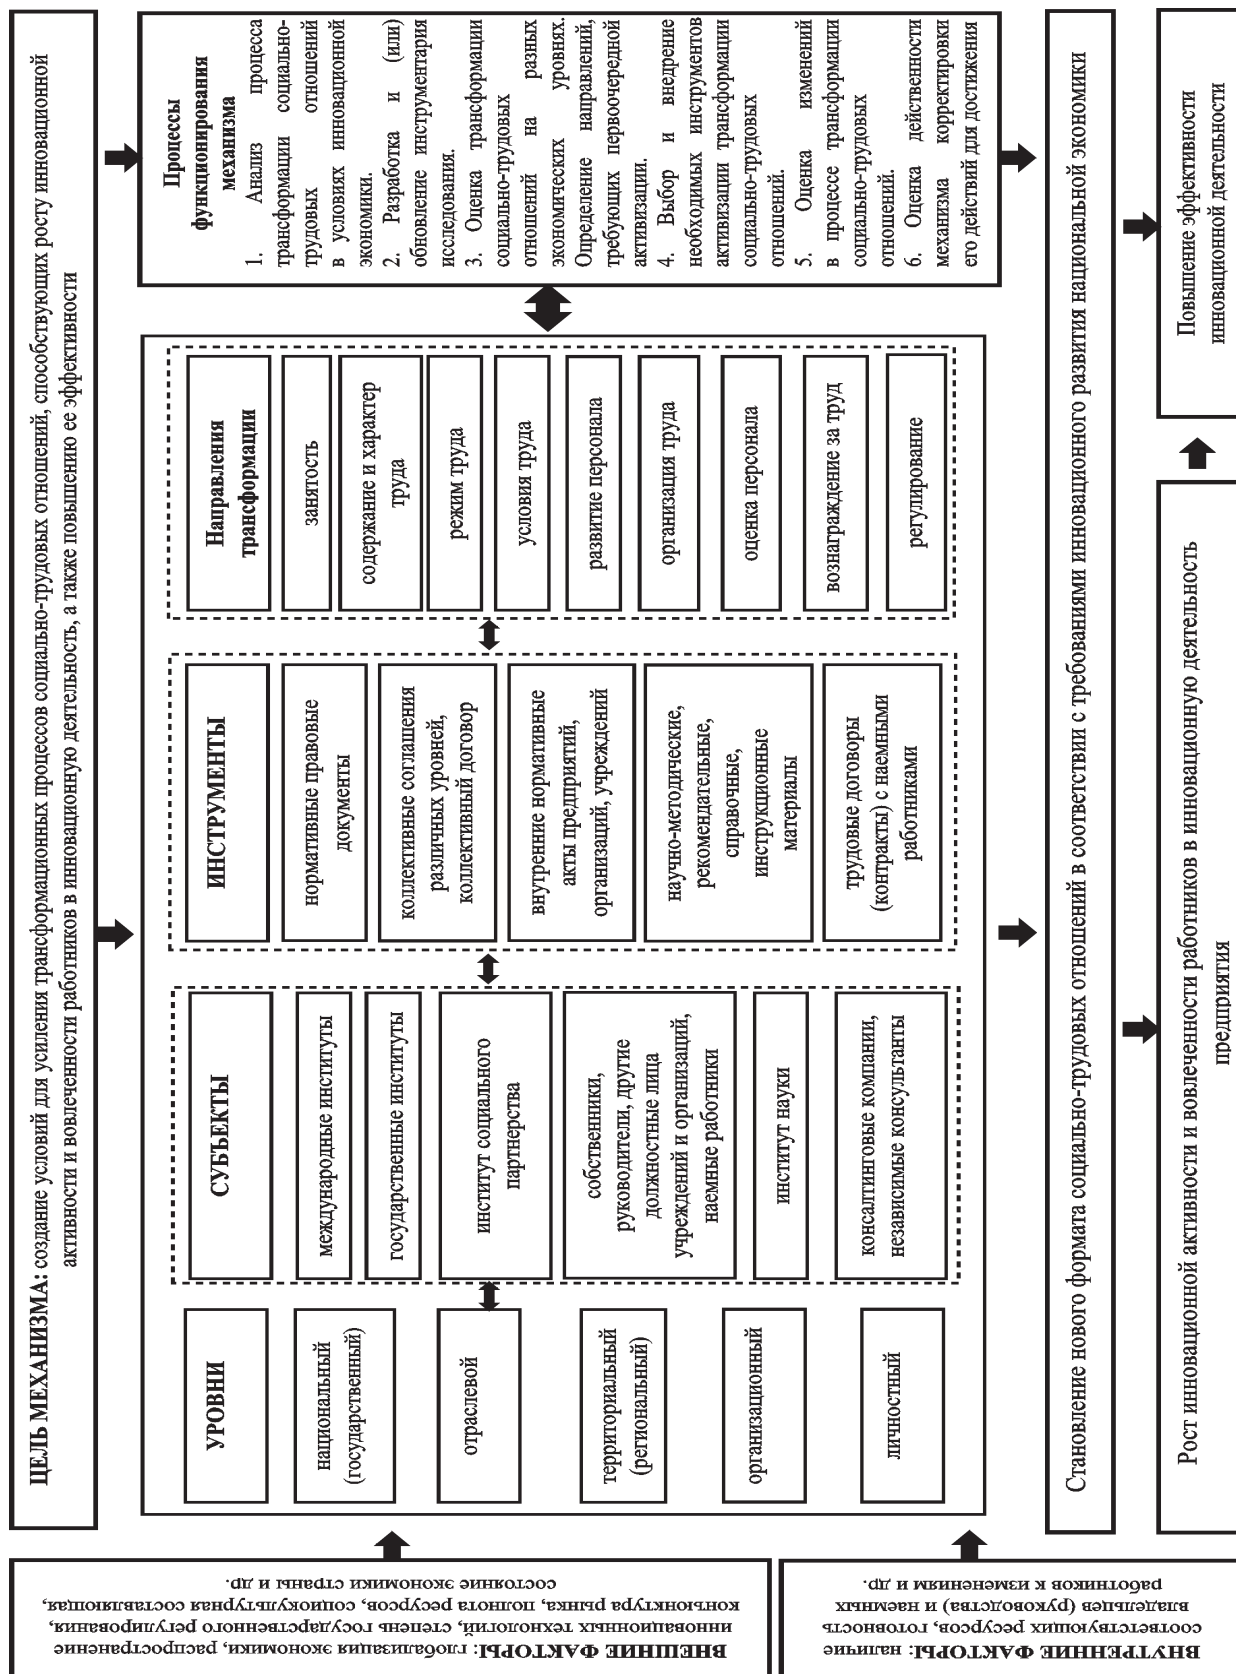 ЦЕЛЬ МЕХАНИЗМА: создание условий для усиления трансформационных процессов социально-трудовых отношений, способствующих росту инновационной
активности и вовлеченности работников в инновационную деятельность, а также повышению ее эффективности
ВНЕШНИЕ ФАКТОРЫ: глобализация экономики, распространение
инновационных технологий, степень государственного регулирования,
конъюнктура рынка, полнота ресурсов, социокультурная составляющая,
состояние экономики страны и др.
ВНУТРЕННИЕ ФАКТОРЫ: наличие
соответствующих ресурсов, готовность
владельцев (руководства) и наемных
работников к изменениям и др.
УРОВНИ
национальный
(государственный)
отраслевой
территориальный
(региональный)
организационный
личностный
СУБЪЕКТЫ
международные институты
государственные институты
институт социального
партнерства
собственники,
руководители, другие
должностные лица
учреждений и организаций,
наемные работники
институт науки
консалтинговые компании,
независимые консультанты
ИНСТРУМЕНТЫ
нормативные правовые
документы
коллективные соглашения
различных уровней,
коллективный договор
внутренние нормативные
акты предприятий,
организаций, учреждений
научно-методические,
рекомендательные,
справочные,
инструкционные
материалы
трудовые договоры
(контракты) с наемными
работниками
Направления
трансформации
занятость
содержание и характер
труда
режим труда
условия труда
развитие персонала
организация труда
оценка персонала
вознаграждение за труд
регулирование
Процессы
функционирования
механизма
1. Анализ процесса
трансформации социально-
трудовых отношений
в условиях инновационной
экономики.
2. Разработка и (или)
обновление инструментария
исследования.
3. Оценка трансформации
социально-трудовых
отношений на разных
экономических уровнях.
Определение направлений,
требующих первоочередной
активизации.
4. Выбор и внедрение
необходимых инструментов
активизации трансформации
социально-трудовых
отношений.
5. Оценка изменений
в процессе трансформации
социально-трудовых
отношений.
6. Оценка действенности
механизма корректировки
его действий для достижения
Становление нового формата социально-трудовых отношений в соответствии с требованиями инновационного развития национальной экономики
Рост инновационной активности и вовлеченности работников в инновационную деятельность
предприятия
Повышение эффективности
инновационной деятельности